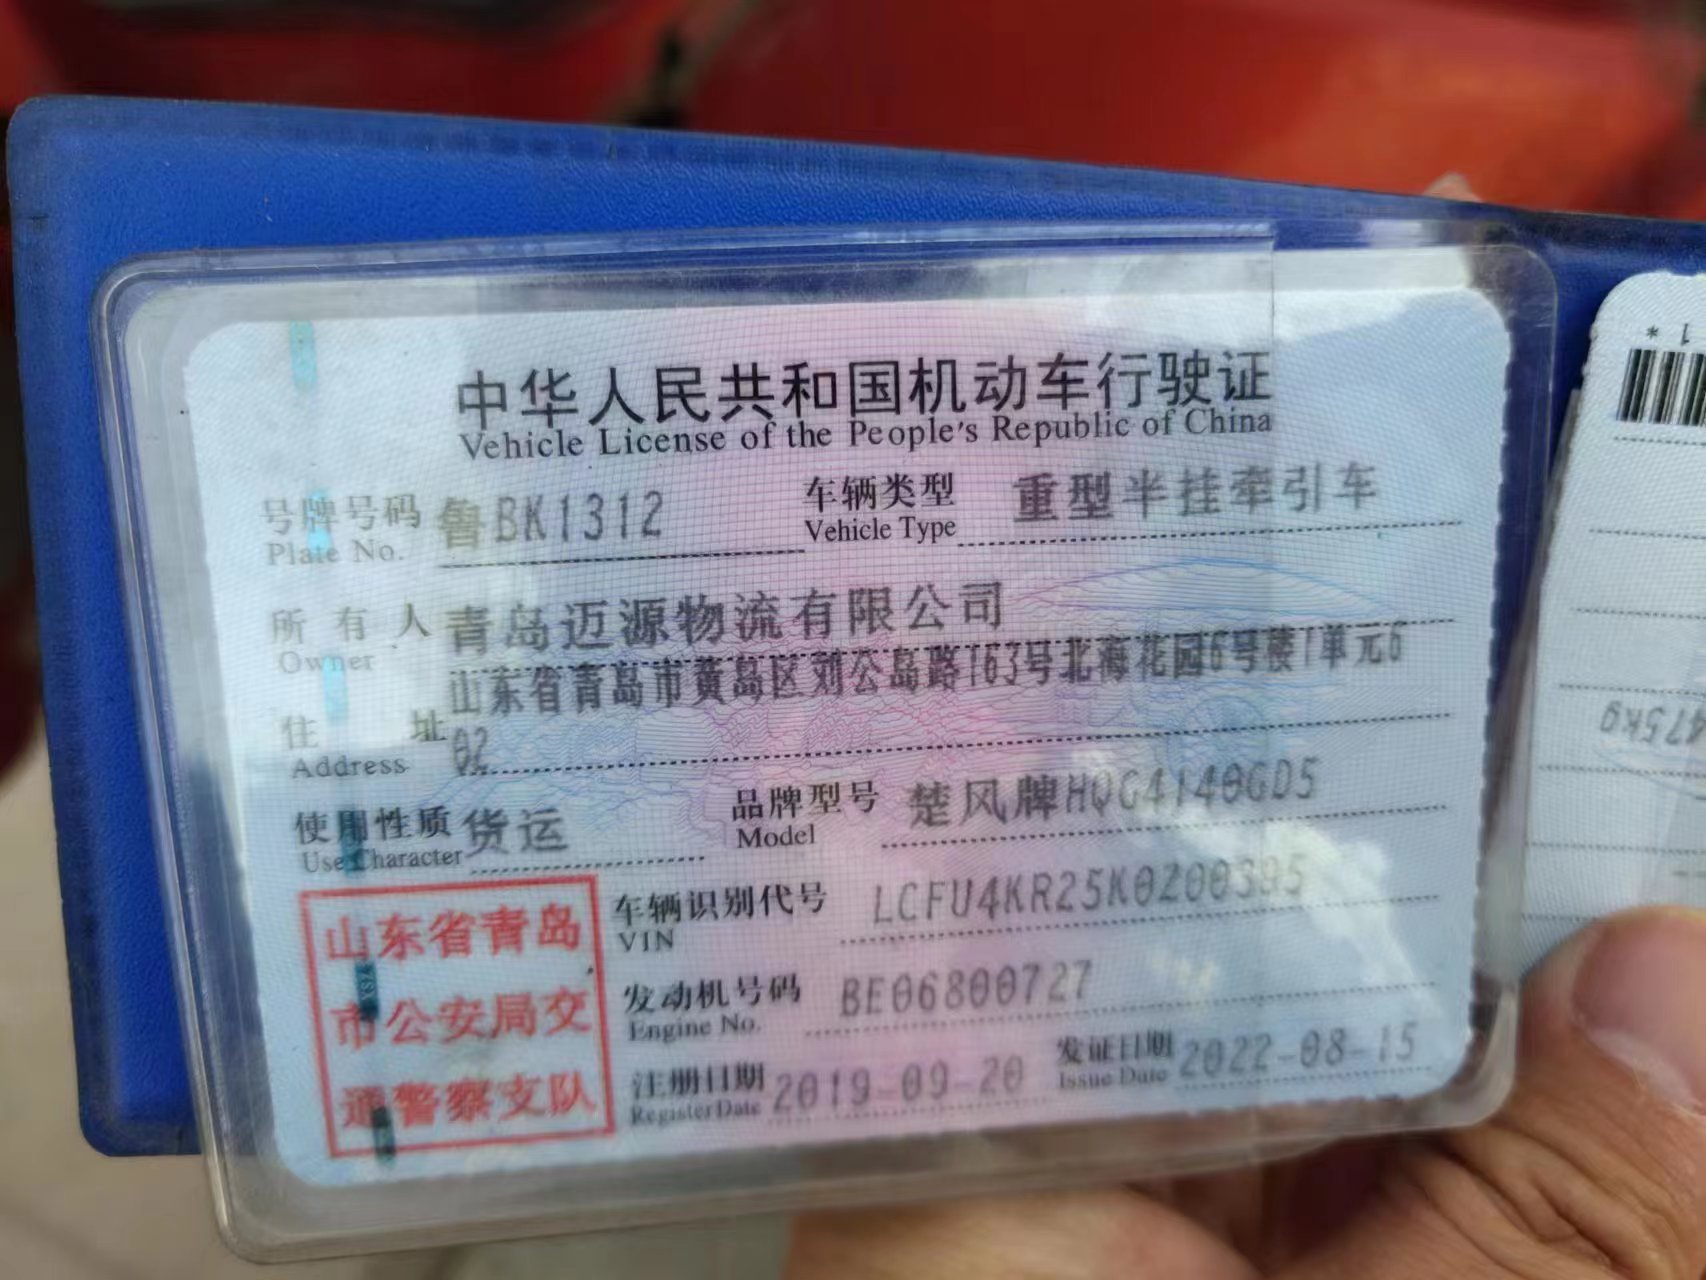 中华人民共和国机动车行驶证
Vehicle License of the People's Republic of China
号牌号码 鲁BK1312 车辆类型 重型半挂牵引车
Plate No. Vehicle Type
所有人 青岛迈源物流有限公司
Owner
山东省青岛市黄岛区刘公岛路163号北海花园6号楼1单元6
住址 02
Address
使用性质 货运 品牌型号 楚风牌HQG4140GD5
Use Character Model
车辆识别代号 LCFU4KR25K0200395
VIN
发动机号码 BE06800727
Engine No.
注册日期 2019-09-20 发证日期 2022-08-15
Register Date Issue Date
山东省青岛
市公安局交
通警察支队
1*
475kg